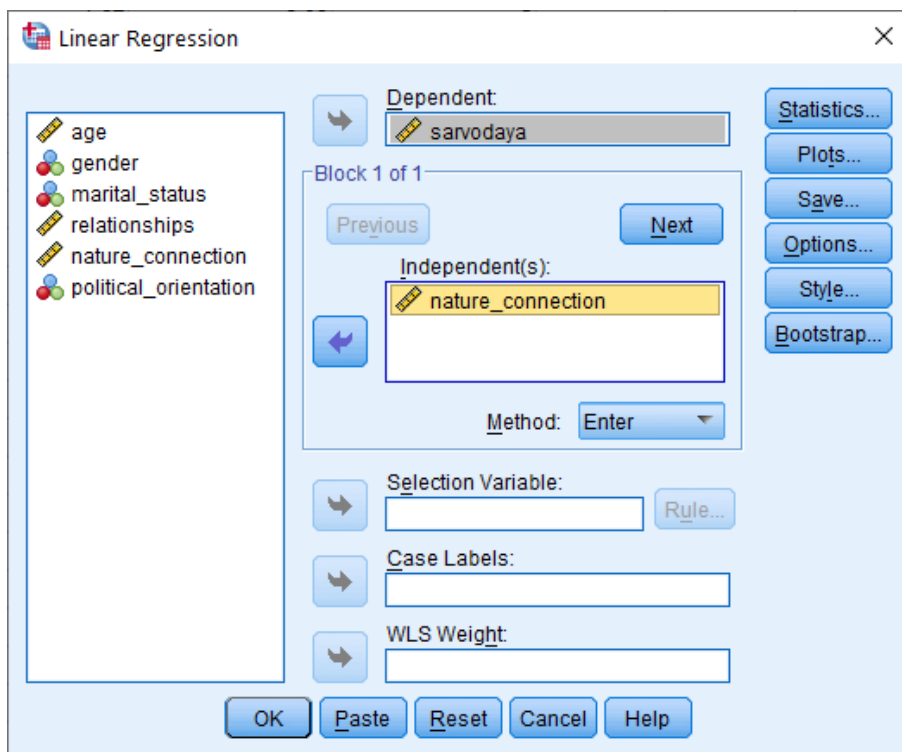 Linear Regression
age
gender
marital_status
relationships
nature_connection
political_orientation
Dependent:
sarvodaya
Block 1 of 1
Previous
Next
Independent(s):
nature_connection
Method:
Enter
Selection Variable:
Rule...
Case Labels:
WLS Weight:
Statistics...
Plots...
Save...
Options...
Style...
Bootstrap...
OK
Paste
Reset
Cancel
Help